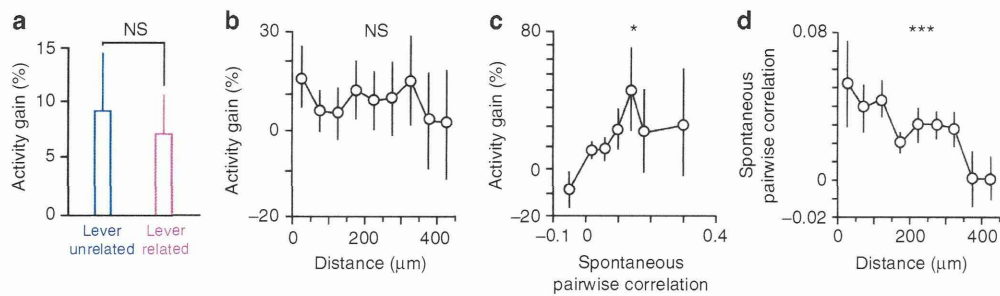 a
NS
15
10
5
0
Activity gain (%)
Lever unrelated
Lever related
b
NS
30
0
−20
Activity gain (%)
0 200 400
Distance (μm)
c
*
80
0
−20
Activity gain (%)
−0.1 0 0.4
Spontaneous
pairwise correlation
d
***
0.08
0
−0.02
Spontaneous
pairwise correlation
0 200 400
Distance (μm)